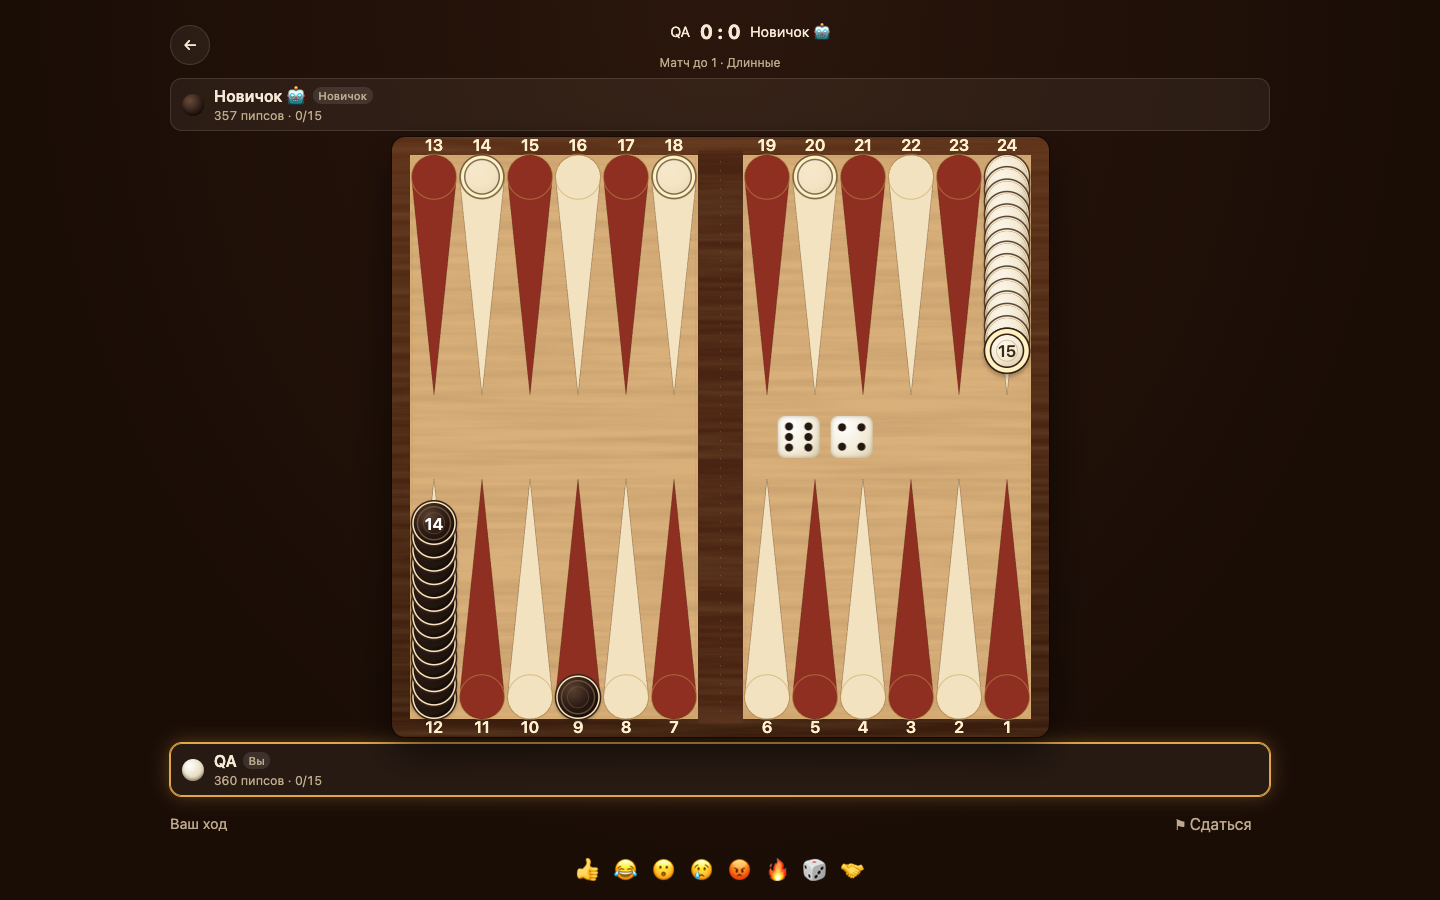 QA 0 : 0 Новичок
Матч до 1 · Длинные
Новичок Новичок
357 пипсов · 0/15
13 14 15 16 17 18 19 20 21 22 23 24
15
14
12 11 10 9 8 7 6 5 4 3 2 1
QA Вы
360 пипсов · 0/15
Ваш ход
Сдаться